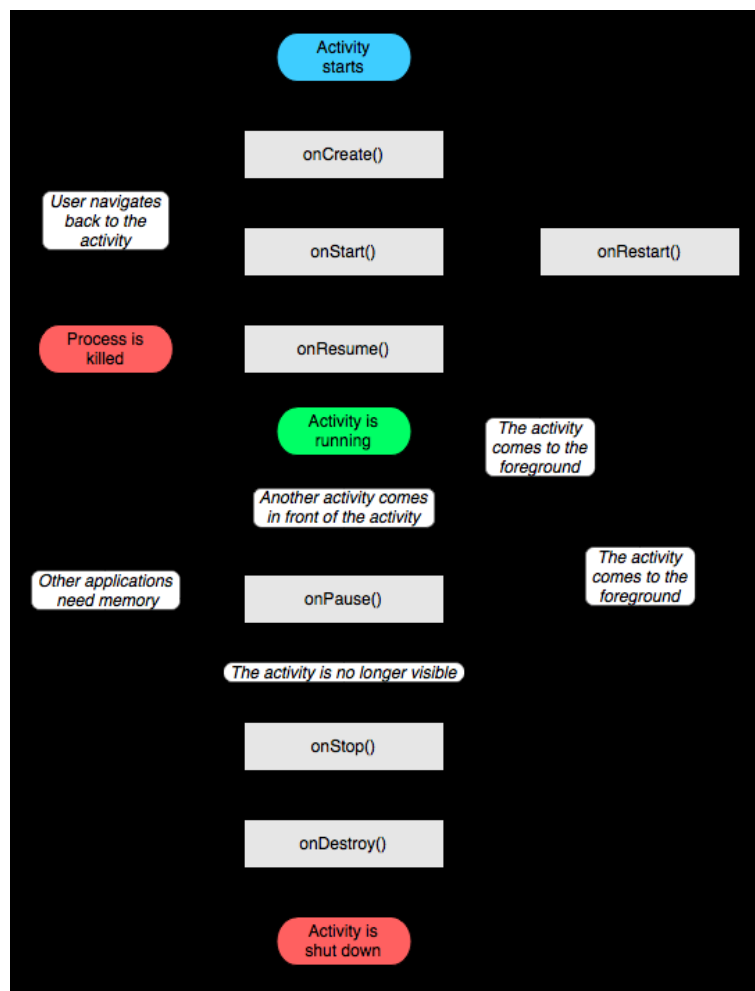 Activity
starts
onCreate()
User navigates
back to the
activity
onStart()
onRestart()
Process is
killed
onResume()
Activity is
running
The activity
comes to the
foreground
Another activity comes
in front of the activity
The activity
comes to the
foreground
Other applications
need memory
onPause()
The activity is no longer visible
onStop()
onDestroy()
Activity is
shut down